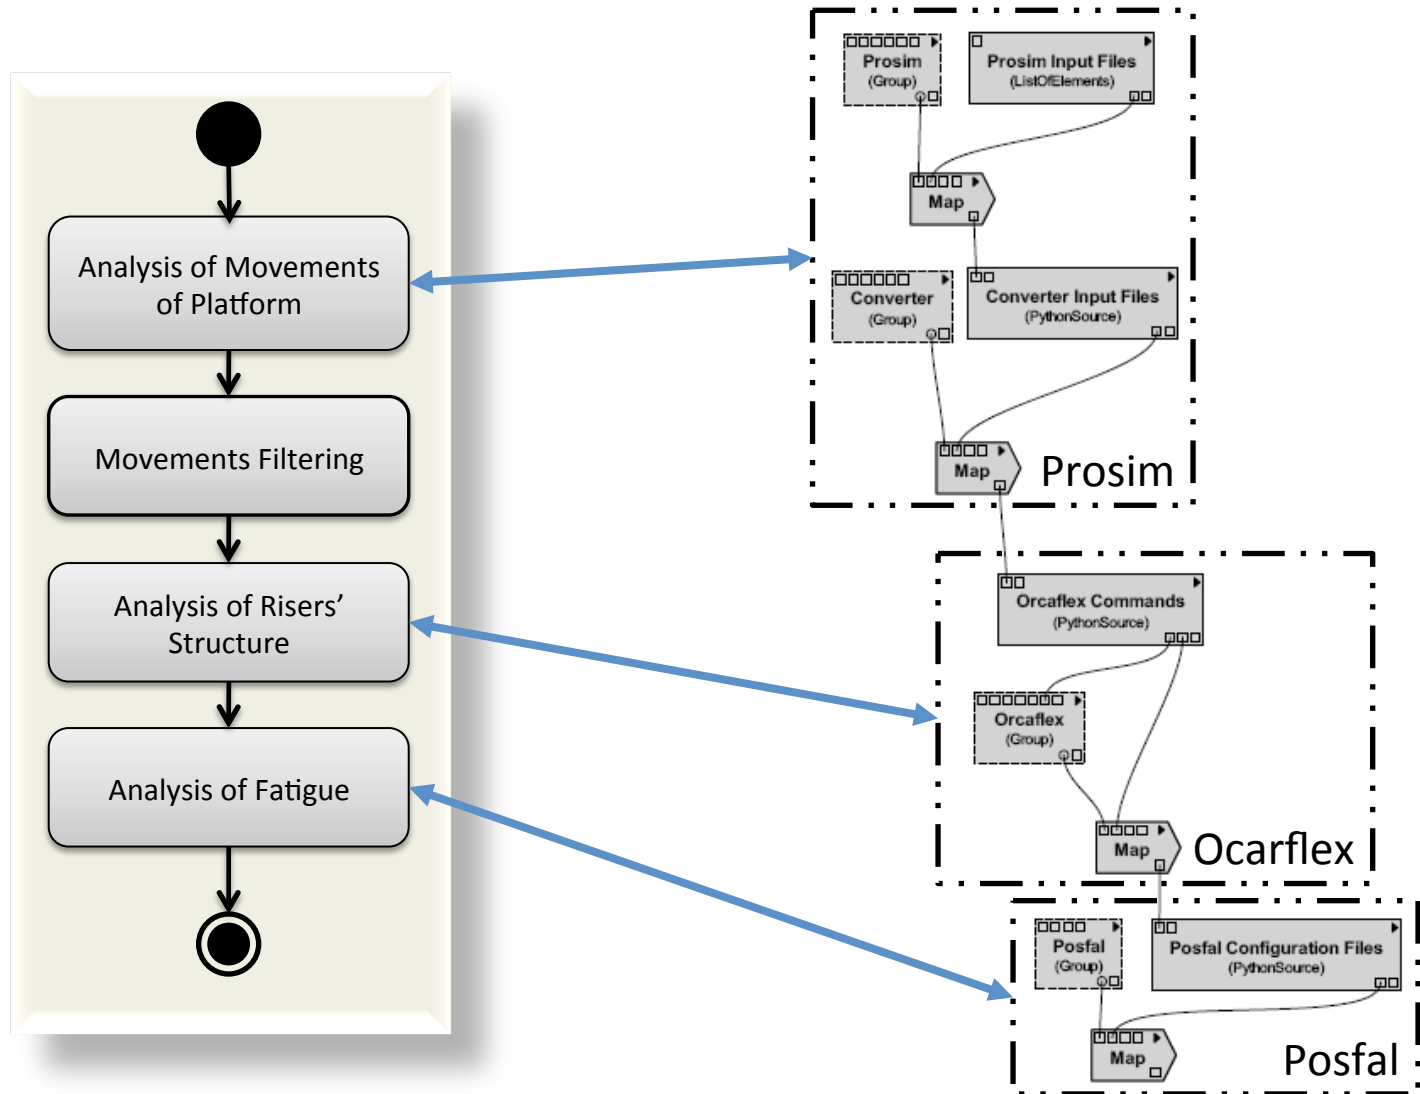 Analysis of Movements
of Platform
Movements Filtering
Analysis of Risers’
Structure
Analysis of Fatigue
Prosim
(Group)
Prosim Input Files
(ListOfElements)
Map
Converter
(Group)
Converter Input Files
(PythonSource)
Map
Prosim
Orcaflex Commands
(PythonSource)
Orcaflex
(Group)
Map
Ocarflex
Posfal
(Group)
Posfal Configuration Files
(PythonSource)
Map
Posfal